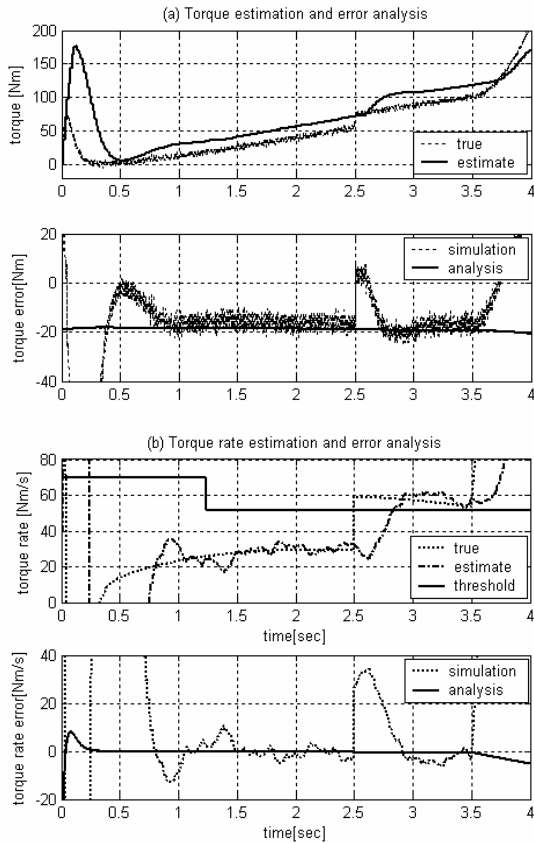 (a) Torque estimation and error analysis
torque [Nm]
200
150
100
50
0
true
estimate
0 0.5 1 1.5 2 2.5 3 3.5 4
torque error[Nm]
20
0
-20
-40
simulation
analysis
0 0.5 1 1.5 2 2.5 3 3.5 4
(b) Torque rate estimation and error analysis
torque rate [Nm/s]
80
60
40
20
0
true
estimate
threshold
0 0.5 1 1.5 2 2.5 3 3.5 4
time[sec]
torque rate error[Nm/s]
40
20
0
-20
simulation
analysis
0 0.5 1 1.5 2 2.5 3 3.5 4
time[sec]